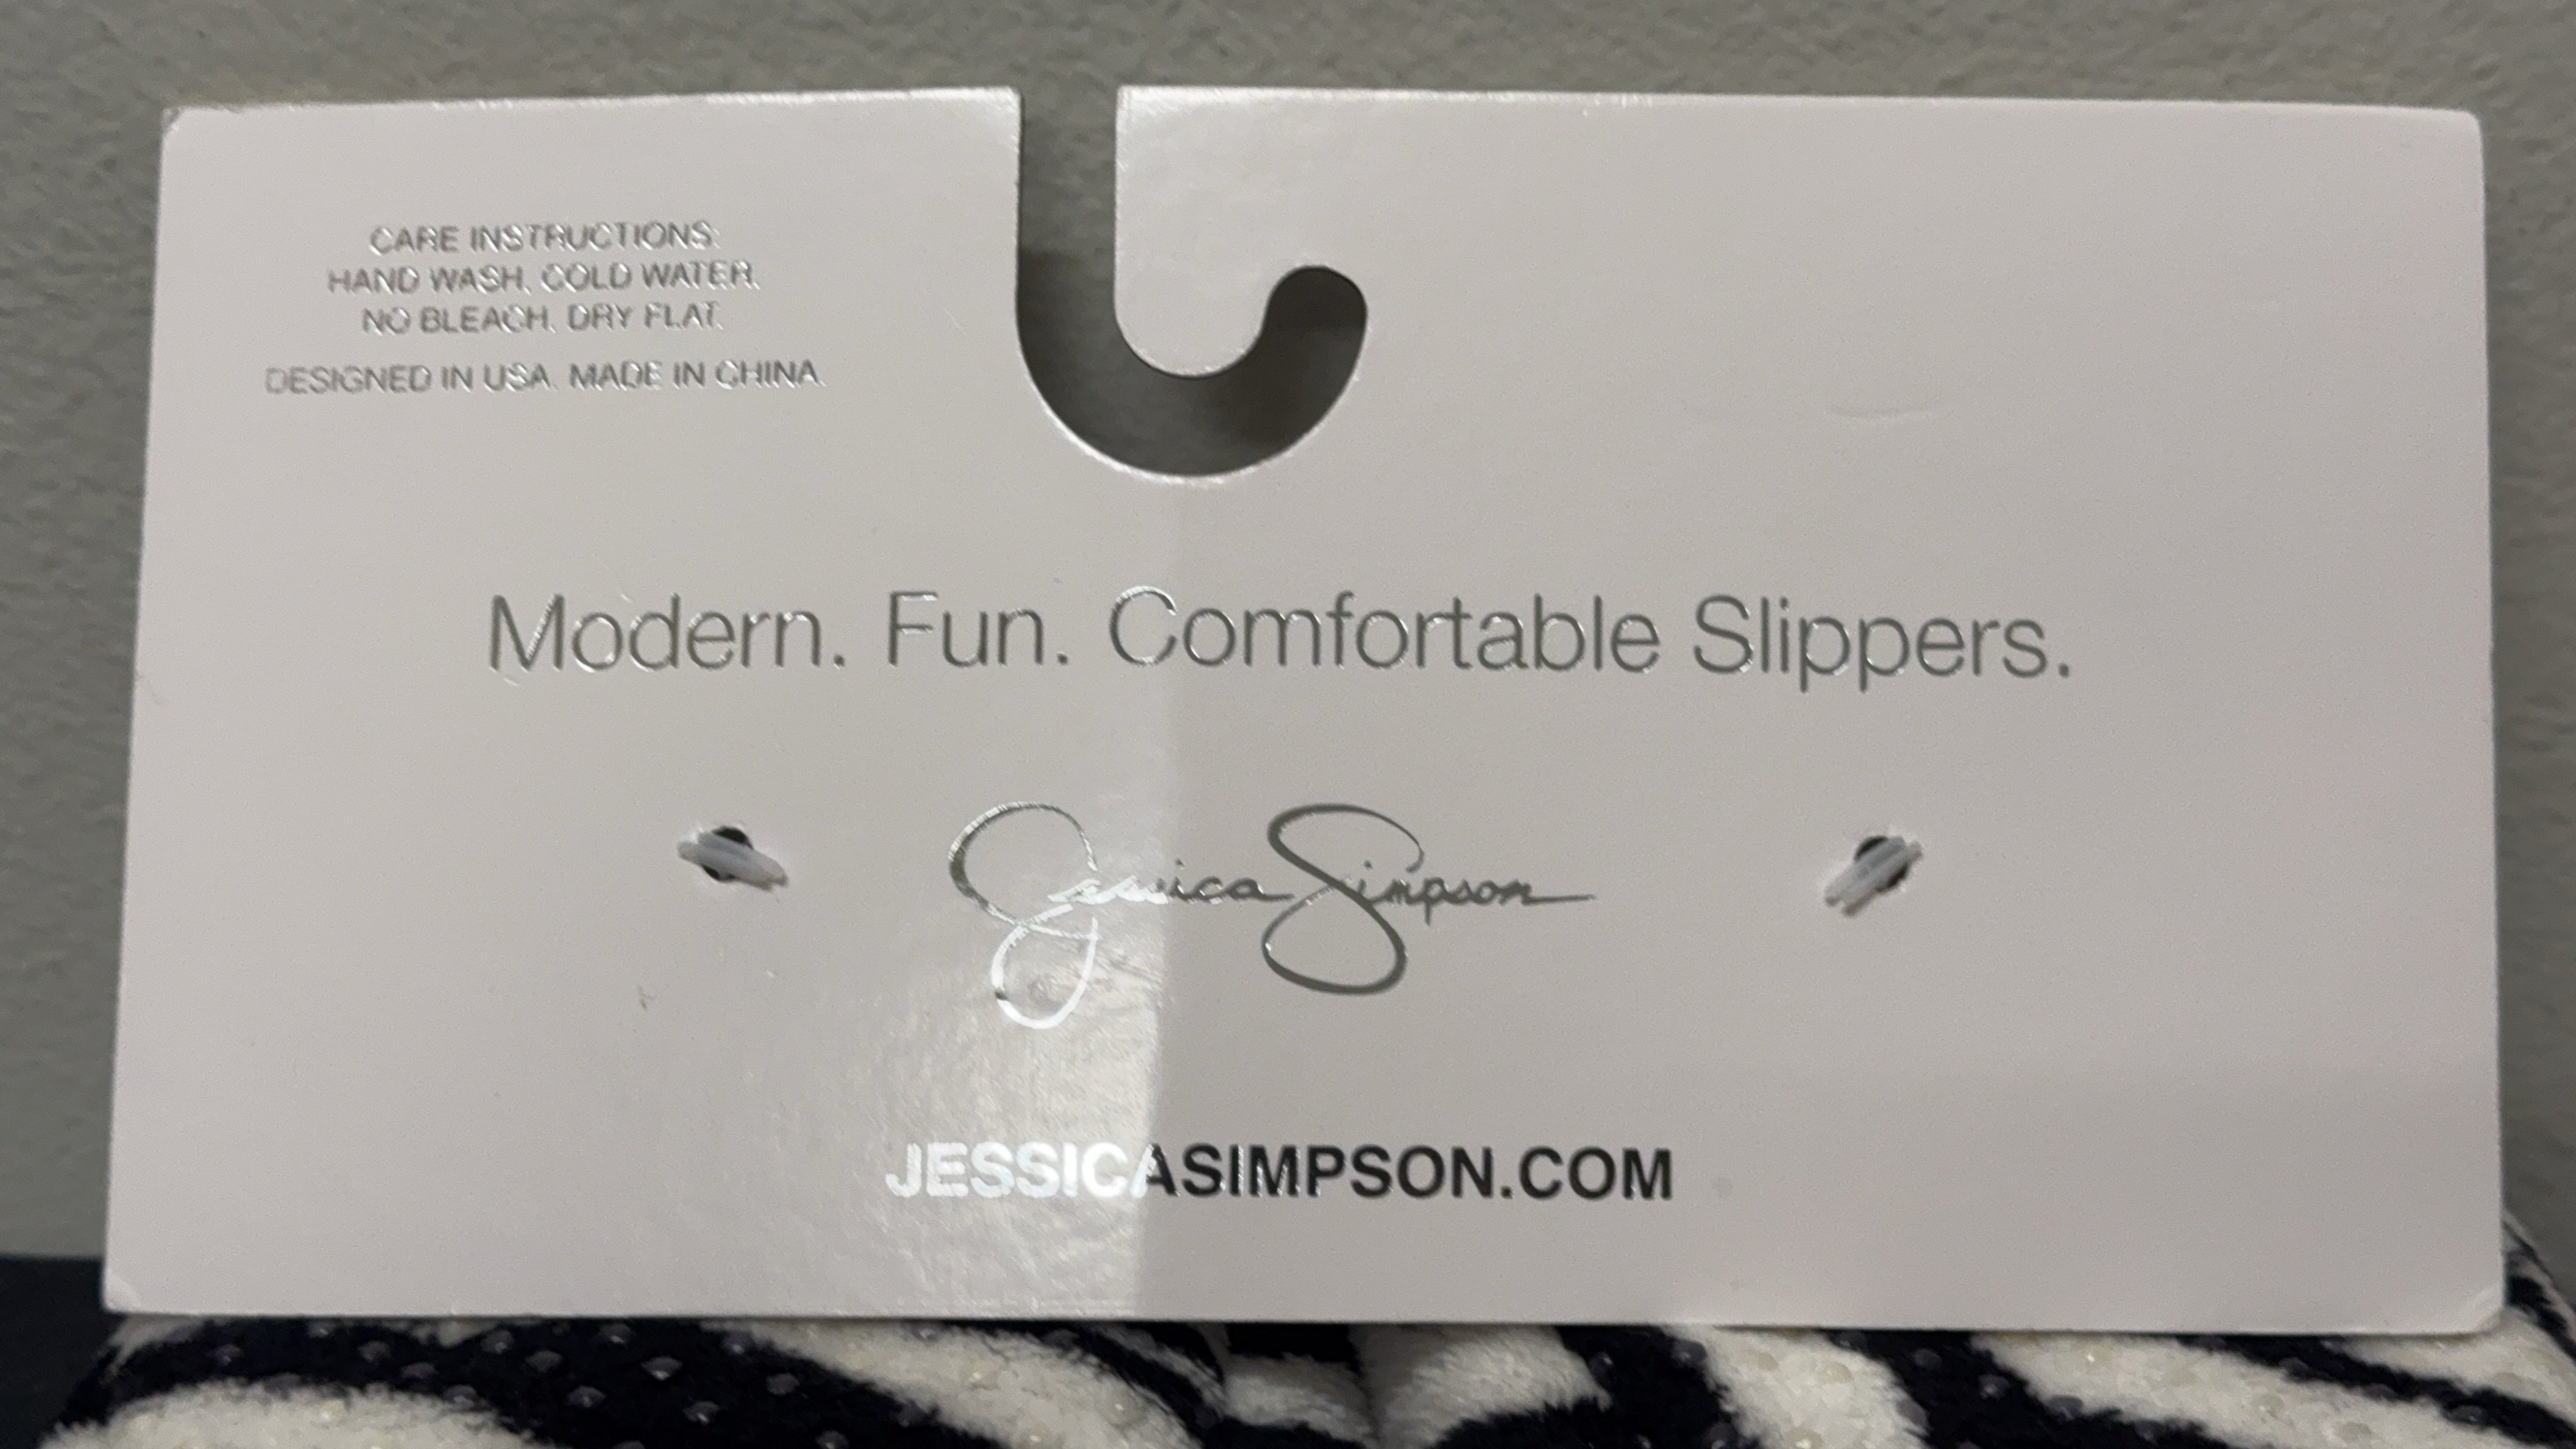 CARE INSTRUCTIONS:
HAND WASH, COLD WATER,
NO BLEACH, DRY FLAT.
DESIGNED IN USA. MADE IN CHINA.
Modern. Fun. Comfortable Slippers.
Jessica Simpson
JESSICASIMPSON.COM